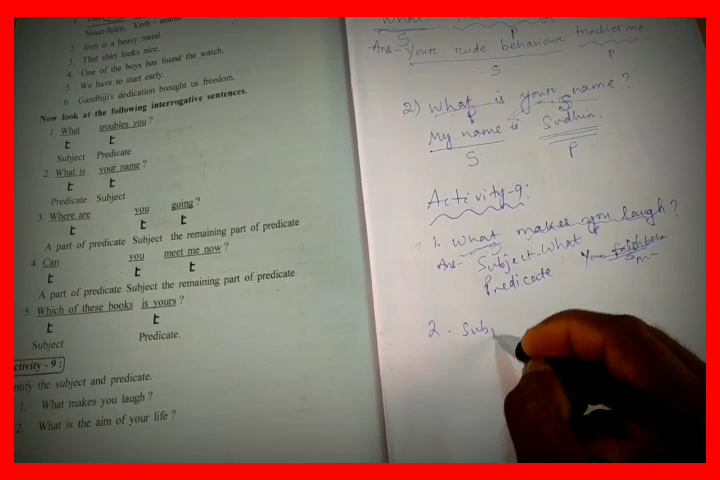 Noun-Juice, Verb -
2. Iron is a heavy metal.
3. That shirt looks nice.
4. One of the boys has found the watch.
5. We have to start early.
6. Gandhiji's dedication brought us freedom.
Now look at the following interrogative sentences.
1. What troubles you ?
Subject Predicate
2. What is your name ?
Predicate Subject
3. Where are you going ?
A part of predicate Subject the remaining part of predicate
4. Can you meet me now ?
A part of predicate Subject the remaining part of predicate
5. Which of these books is yours ?
Subject Predicate.
ctivity - 9 :
ntify the subject and predicate.
1. What makes you laugh ?
2. What is the aim of your life ?
What
S P
Ans- Your rude behaviour troubles me.
S P
2) What is your name ?
P S
My name is Sudhin.
S P
Activity-9:
1. What makes you laugh ?
P
Ans- Subject-What
Predicate
2. Subj